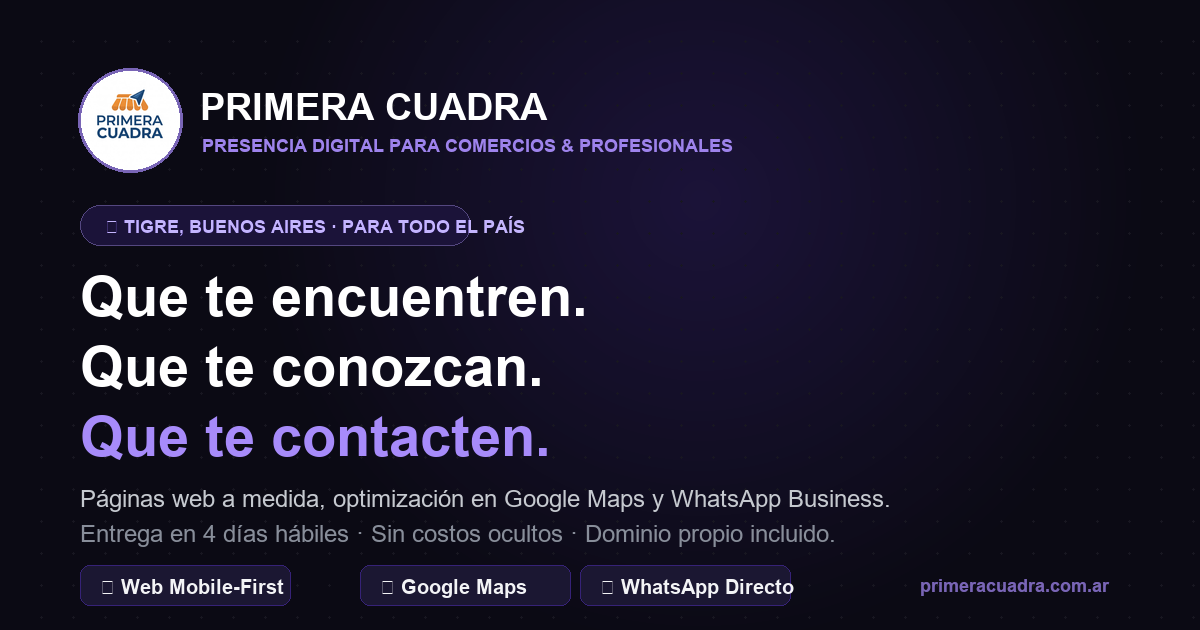 PRIMERA
CUADRA
PRIMERA CUADRA
PRESENCIA DIGITAL PARA COMERCIOS & PROFESIONALES
TIGRE, BUENOS AIRES · PARA TODO EL PAÍS
Que te encuentren.
Que te conozcan.
Que te contacten.
Páginas web a medida, optimización en Google Maps y WhatsApp Business.
Entrega en 4 días hábiles · Sin costos ocultos · Dominio propio incluido.
Web Mobile-First
Google Maps
WhatsApp Directo
primeracuadra.com.ar